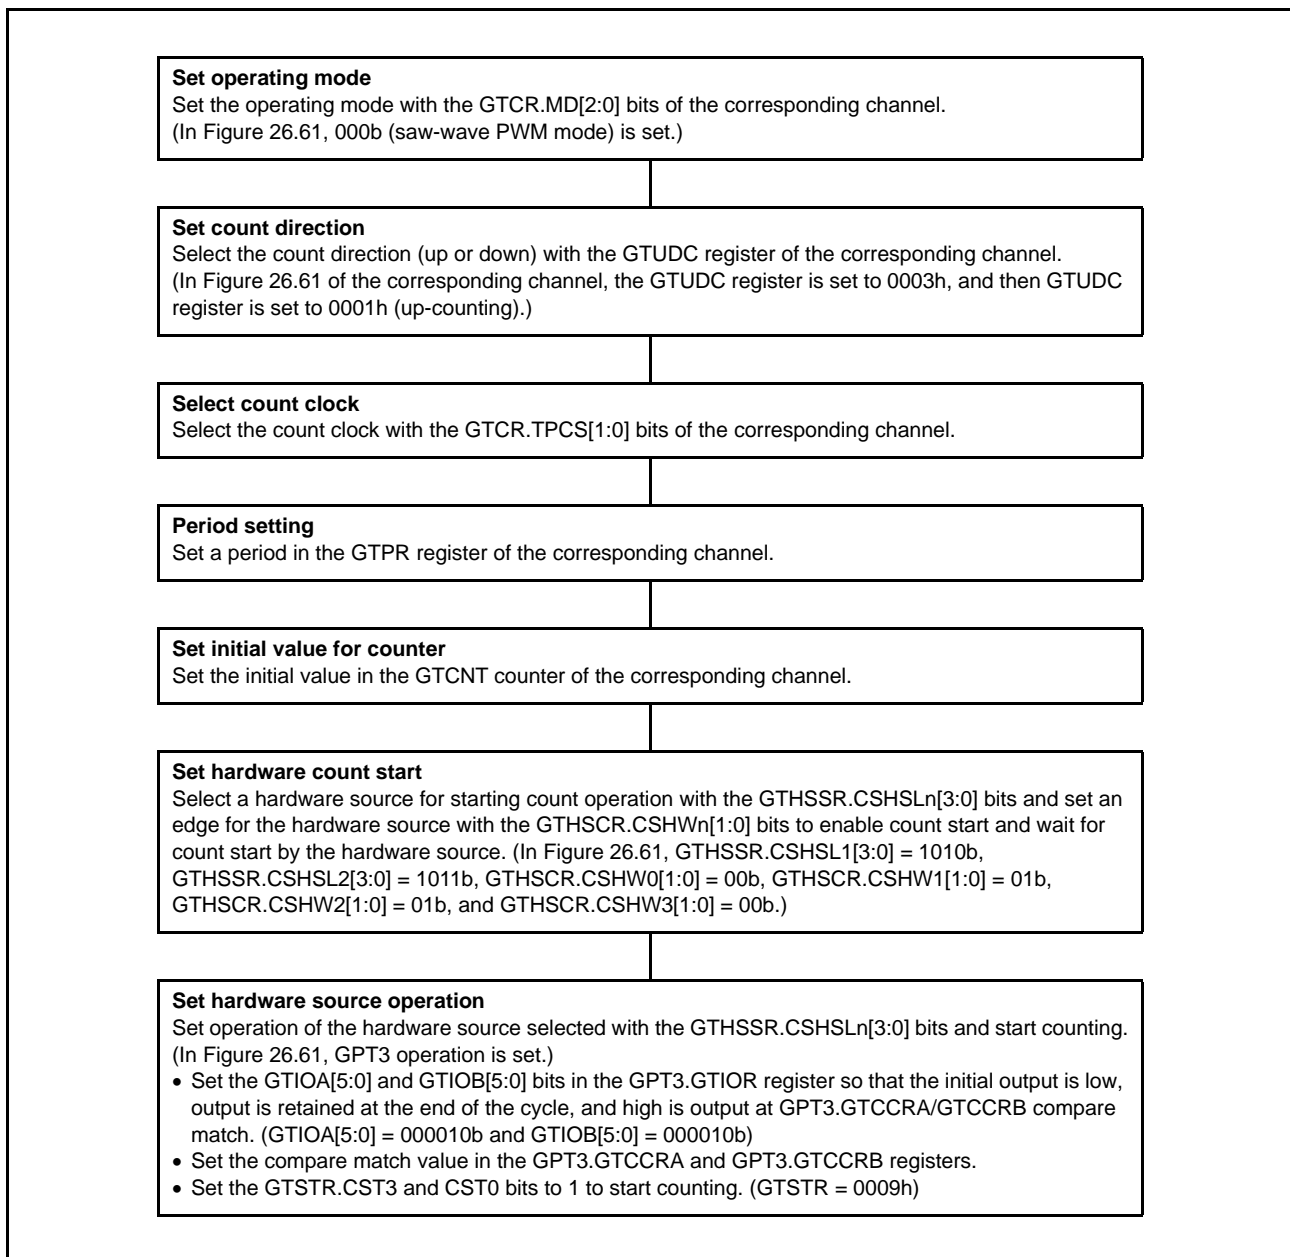 Set operating mode
Set the operating mode with the GTCR.MD[2:0] bits of the corresponding channel.
(In Figure 26.61, 000b (saw-wave PWM mode) is set.)
Set count direction
Select the count direction (up or down) with the GTUDC register of the corresponding channel.
(In Figure 26.61 of the corresponding channel, the GTUDC register is set to 0003h, and then GTUDC
register is set to 0001h (up-counting).)
Select count clock
Select the count clock with the GTCR.TPCS[1:0] bits of the corresponding channel.
Period setting
Set a period in the GTPR register of the corresponding channel.
Set initial value for counter
Set the initial value in the GTCNT counter of the corresponding channel.
Set hardware count start
Select a hardware source for starting count operation with the GTHSSR.CSHSLn[3:0] bits and set an
edge for the hardware source with the GTHSCR.CSHWn[1:0] bits to enable count start and wait for
count start by the hardware source. (In Figure 26.61, GTHSSR.CSHSL1[3:0] = 1010b,
GTHSSR.CSHSL2[3:0] = 1011b, GTHSCR.CSHW0[1:0] = 00b, GTHSCR.CSHW1[1:0] = 01b,
GTHSCR.CSHW2[1:0] = 01b, and GTHSCR.CSHW3[1:0] = 00b.)
Set hardware source operation
Set operation of the hardware source selected with the GTHSSR.CSHSLn[3:0] bits and start counting.
(In Figure 26.61, GPT3 operation is set.)
• Set the GTIOA[5:0] and GTIOB[5:0] bits in the GPT3.GTIOR register so that the initial output is low,
output is retained at the end of the cycle, and high is output at GPT3.GTCCRA/GTCCRB compare
match. (GTIOA[5:0] = 000010b and GTIOB[5:0] = 000010b)
• Set the compare match value in the GPT3.GTCCRA and GPT3.GTCCRB registers.
• Set the GTSTR.CST3 and CST0 bits to 1 to start counting. (GTSTR = 0009h)